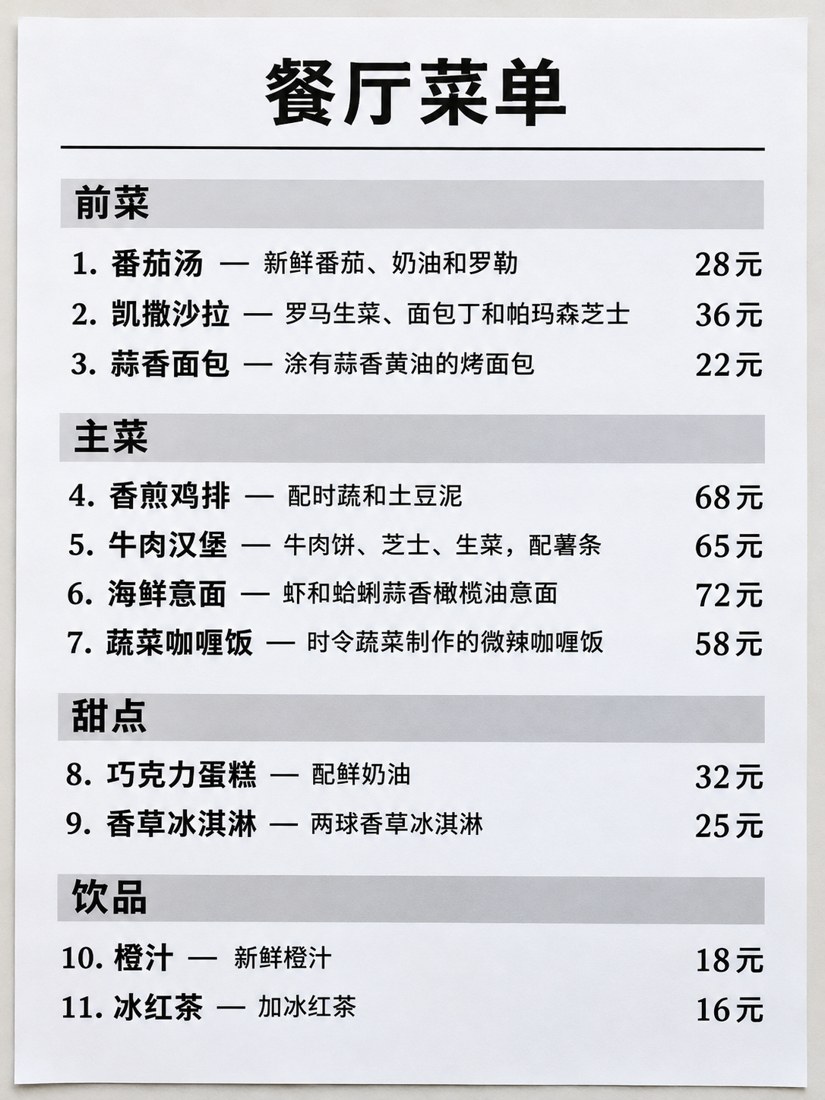 餐厅菜单
前菜
1. 番茄汤 — 新鲜番茄、奶油和罗勒 28元
2. 凯撒沙拉 — 罗马生菜、面包丁和帕玛森芝士 36元
3. 蒜香面包 — 涂有蒜香黄油的烤面包 22元
主菜
4. 香煎鸡排 — 配时蔬和土豆泥 68元
5. 牛肉汉堡 — 牛肉饼、芝士、生菜，配薯条 65元
6. 海鲜意面 — 虾和蛤蜊蒜香橄榄油意面 72元
7. 蔬菜咖喱饭 — 时令蔬菜制作的微辣咖喱饭 58元
甜点
8. 巧克力蛋糕 — 配鲜奶油 32元
9. 香草冰淇淋 — 两球香草冰淇淋 25元
饮品
10. 橙汁 — 新鲜橙汁 18元
11. 冰红茶 — 加冰红茶 16元